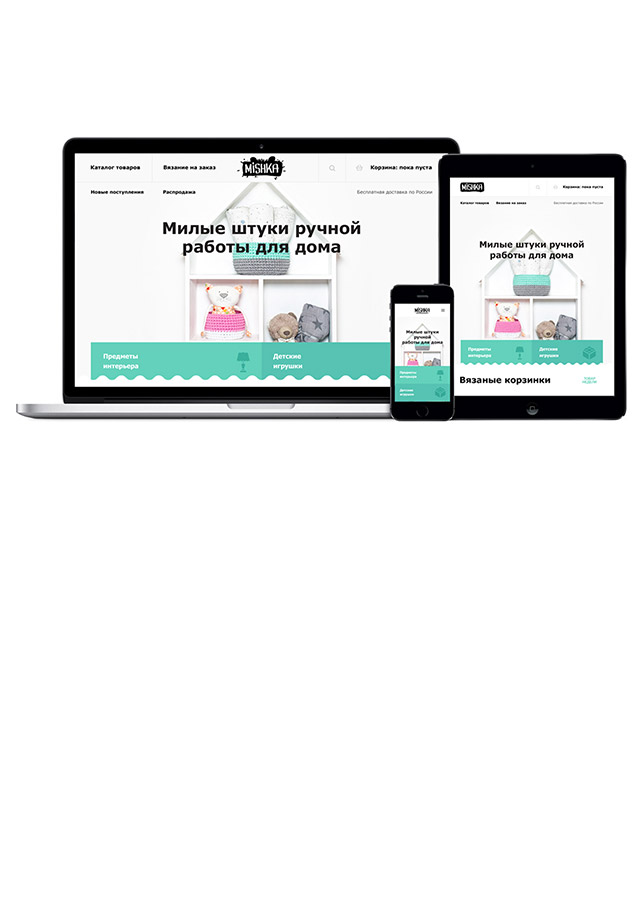 Каталог товаров
Вязание на заказ
MiSHKA
Корзина: пока пуста
Новые поступления
Распродажа
Бесплатная доставка по России
Милые штуки ручной
работы для дома
Предметы
интерьера
Детские
игрушки
MiSHKA
Корзина: пока пуста
Каталог товаров
Вязание на заказ
Бесплатная доставка по России
Милые штуки ручной
работы для дома
Предметы
интерьера
Детские
игрушки
Вязаные корзинки
ТОВАР
НЕДЕЛИ
MiSHKA
Милые штуки
ручной
работы для дома
Предметы
интерьера
Детские
игрушки